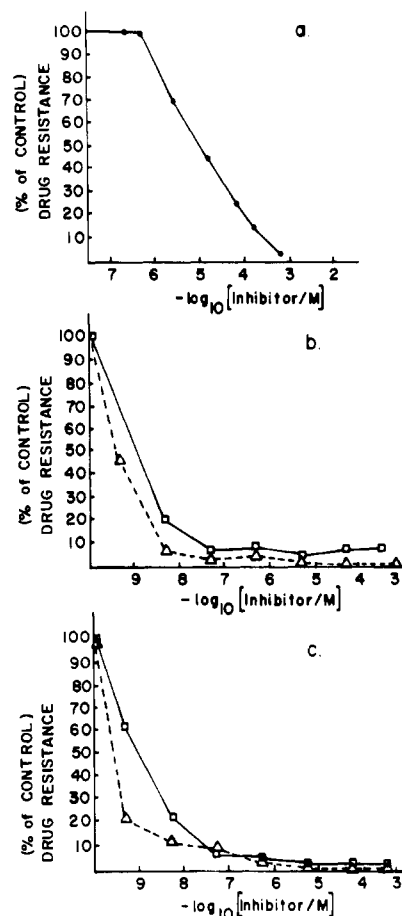 a.
100
90
80
70
60
50
40
30
20
10
(% of CONTROL)
DRUG RESISTANCE
7 6 5 4 3 2
-log10[Inhibitor/M]
b.
100
90
80
70
60
50
40
30
20
10
(% of CONTROL)
DRUG RESISTANCE
9 8 7 6 5 4 3
-log10[Inhibitor/M]
c.
100
90
80
70
60
50
40
30
20
10
(% of CONTROL)
DRUG RESISTANCE
9 8 7 6 5 4 3
-log10[Inhibitor/M]